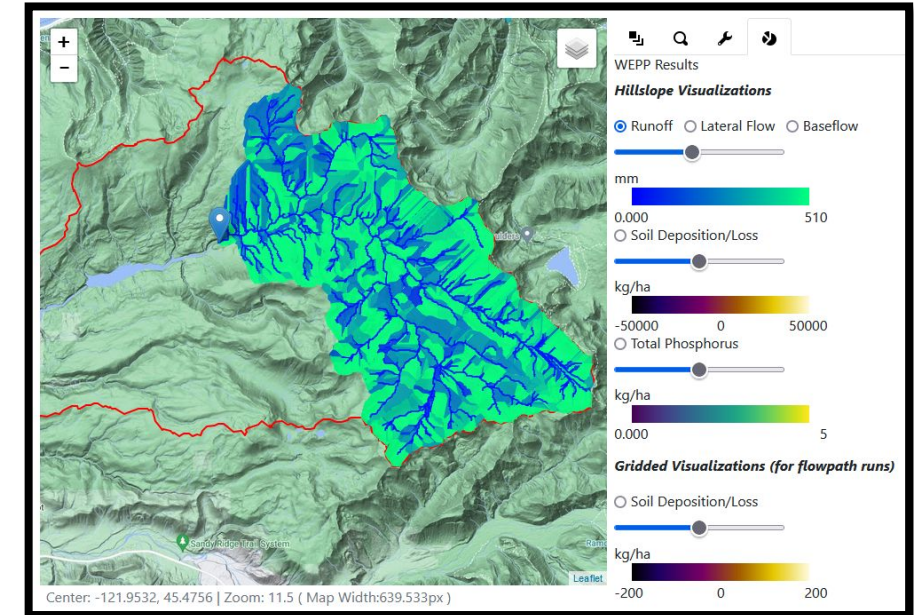 +
−
uldera
Sandy Ridge Trail System
Ramo
Leaflet
Center: -121.9532, 45.4756 | Zoom: 11.5 ( Map Width:639.533px )
WEPP Results
Hillslope Visualizations
Runoff Lateral Flow Baseflow
mm
0.000 510
Soil Deposition/Loss
kg/ha
-50000 0 50000
Total Phosphorus
kg/ha
0.000 5
Gridded Visualizations (for flowpath runs)
Soil Deposition/Loss
kg/ha
-200 0 200